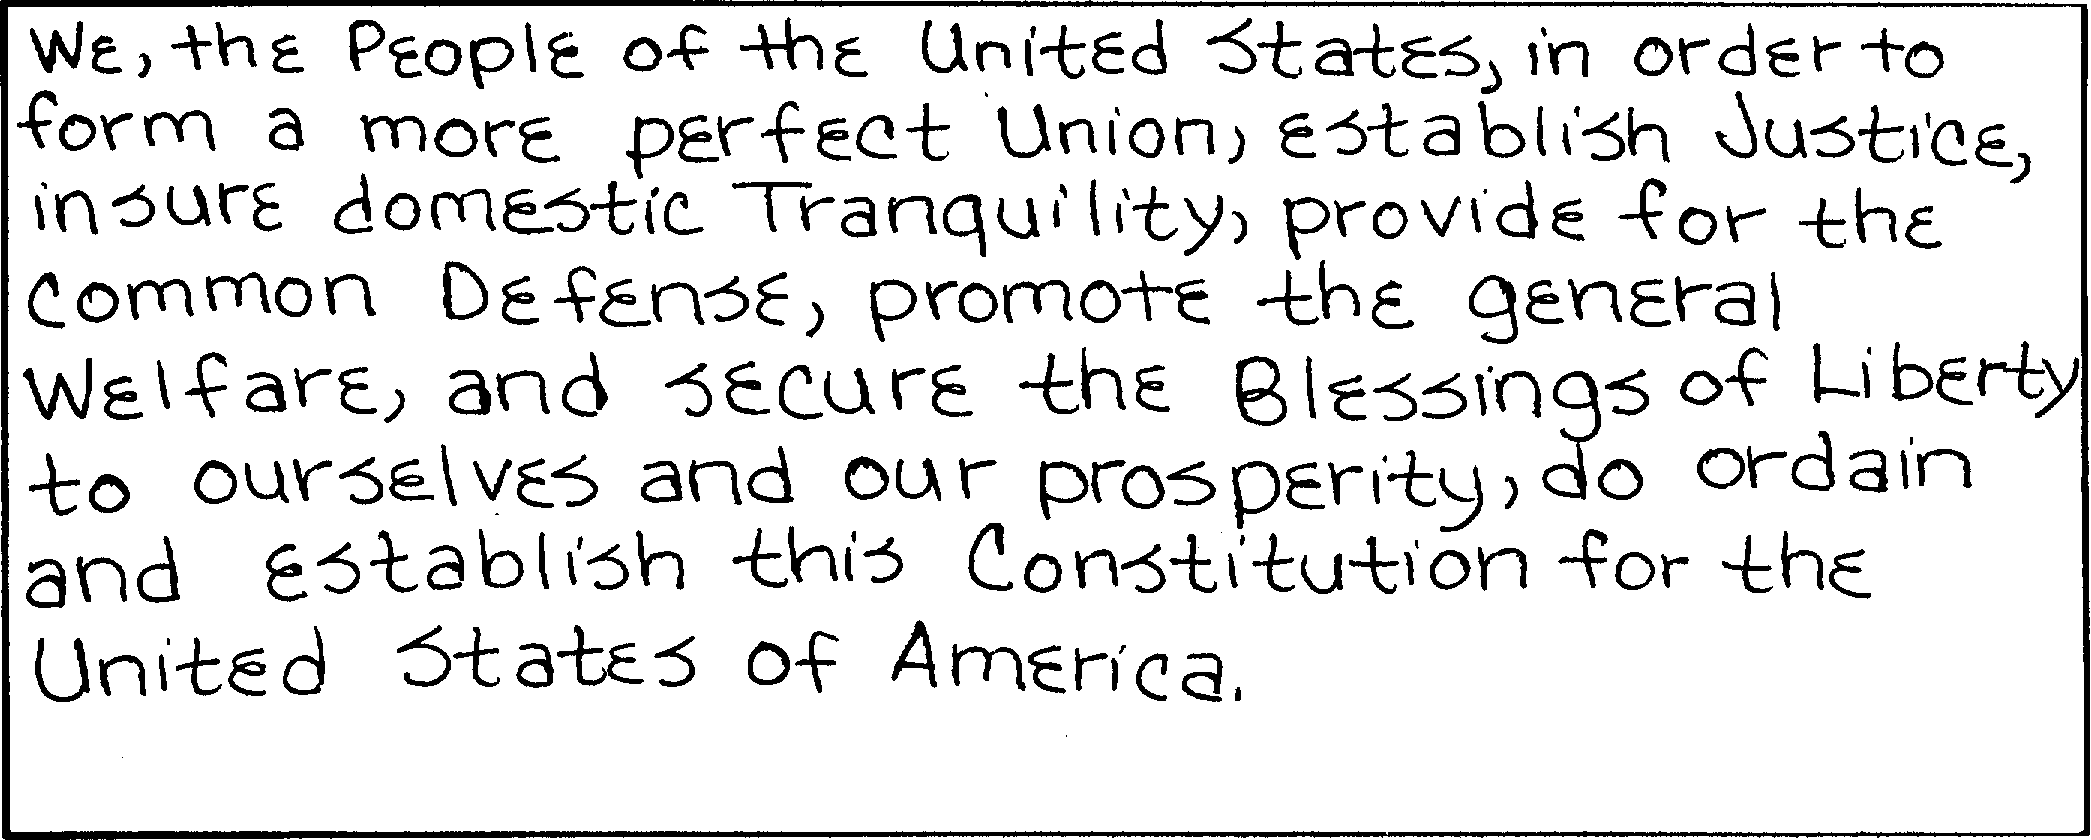 We, the People of the United States, in order to
form a more perfect Union, establish Justice,
insure domestic Tranquility, provide for the
common Defense, promote the general
Welfare, and secure the Blessings of Liberty
to ourselves and our prosperity, do ordain
and establish this Constitution for the
United States of America.